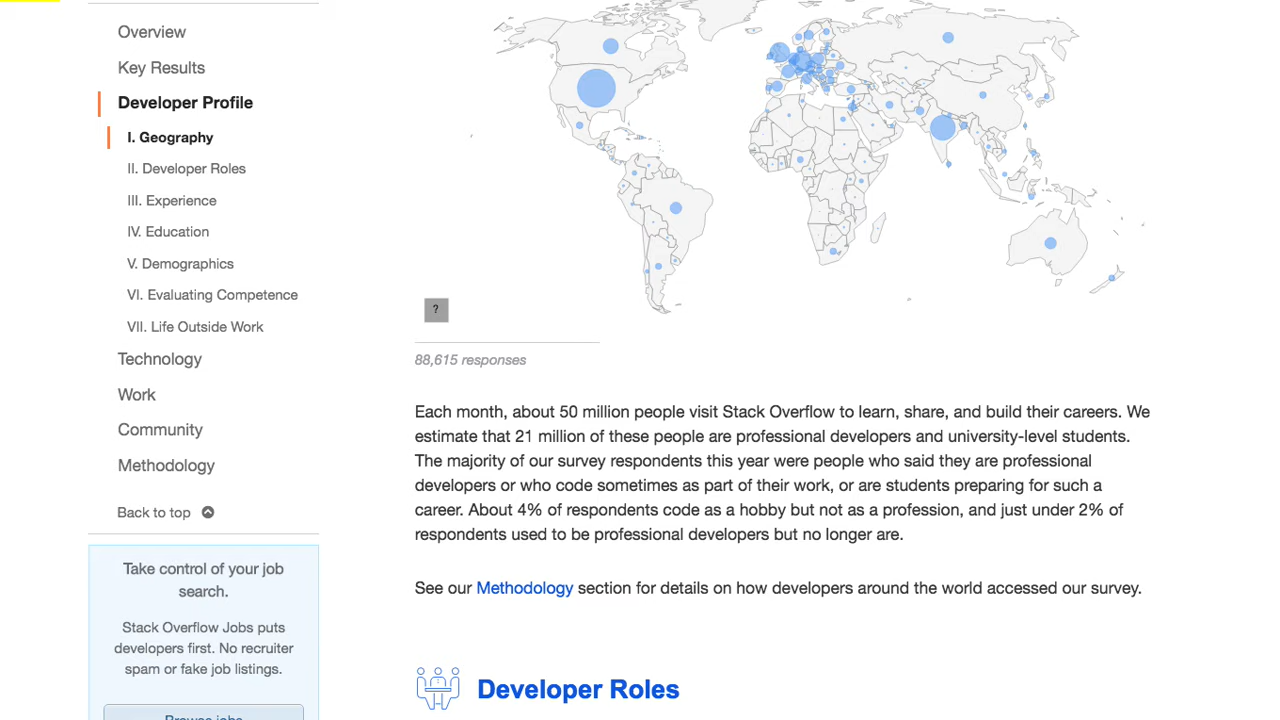 Overview
Key Results
Developer Profile
I. Geography
II. Developer Roles
III. Experience
IV. Education
V. Demographics
VI. Evaluating Competence
VII. Life Outside Work
Technology
Work
Community
Methodology
Back to top
Take control of your job
search.
Stack Overflow Jobs puts
developers first. No recruiter
spam or fake job listings.
Browse jobs
?
88,615 responses
Each month, about 50 million people visit Stack Overflow to learn, share, and build their careers. We
estimate that 21 million of these people are professional developers and university-level students.
The majority of our survey respondents this year were people who said they are professional
developers or who code sometimes as part of their work, or are students preparing for such a
career. About 4% of respondents code as a hobby but not as a profession, and just under 2% of
respondents used to be professional developers but no longer are.
See our Methodology section for details on how developers around the world accessed our survey.
Developer Roles